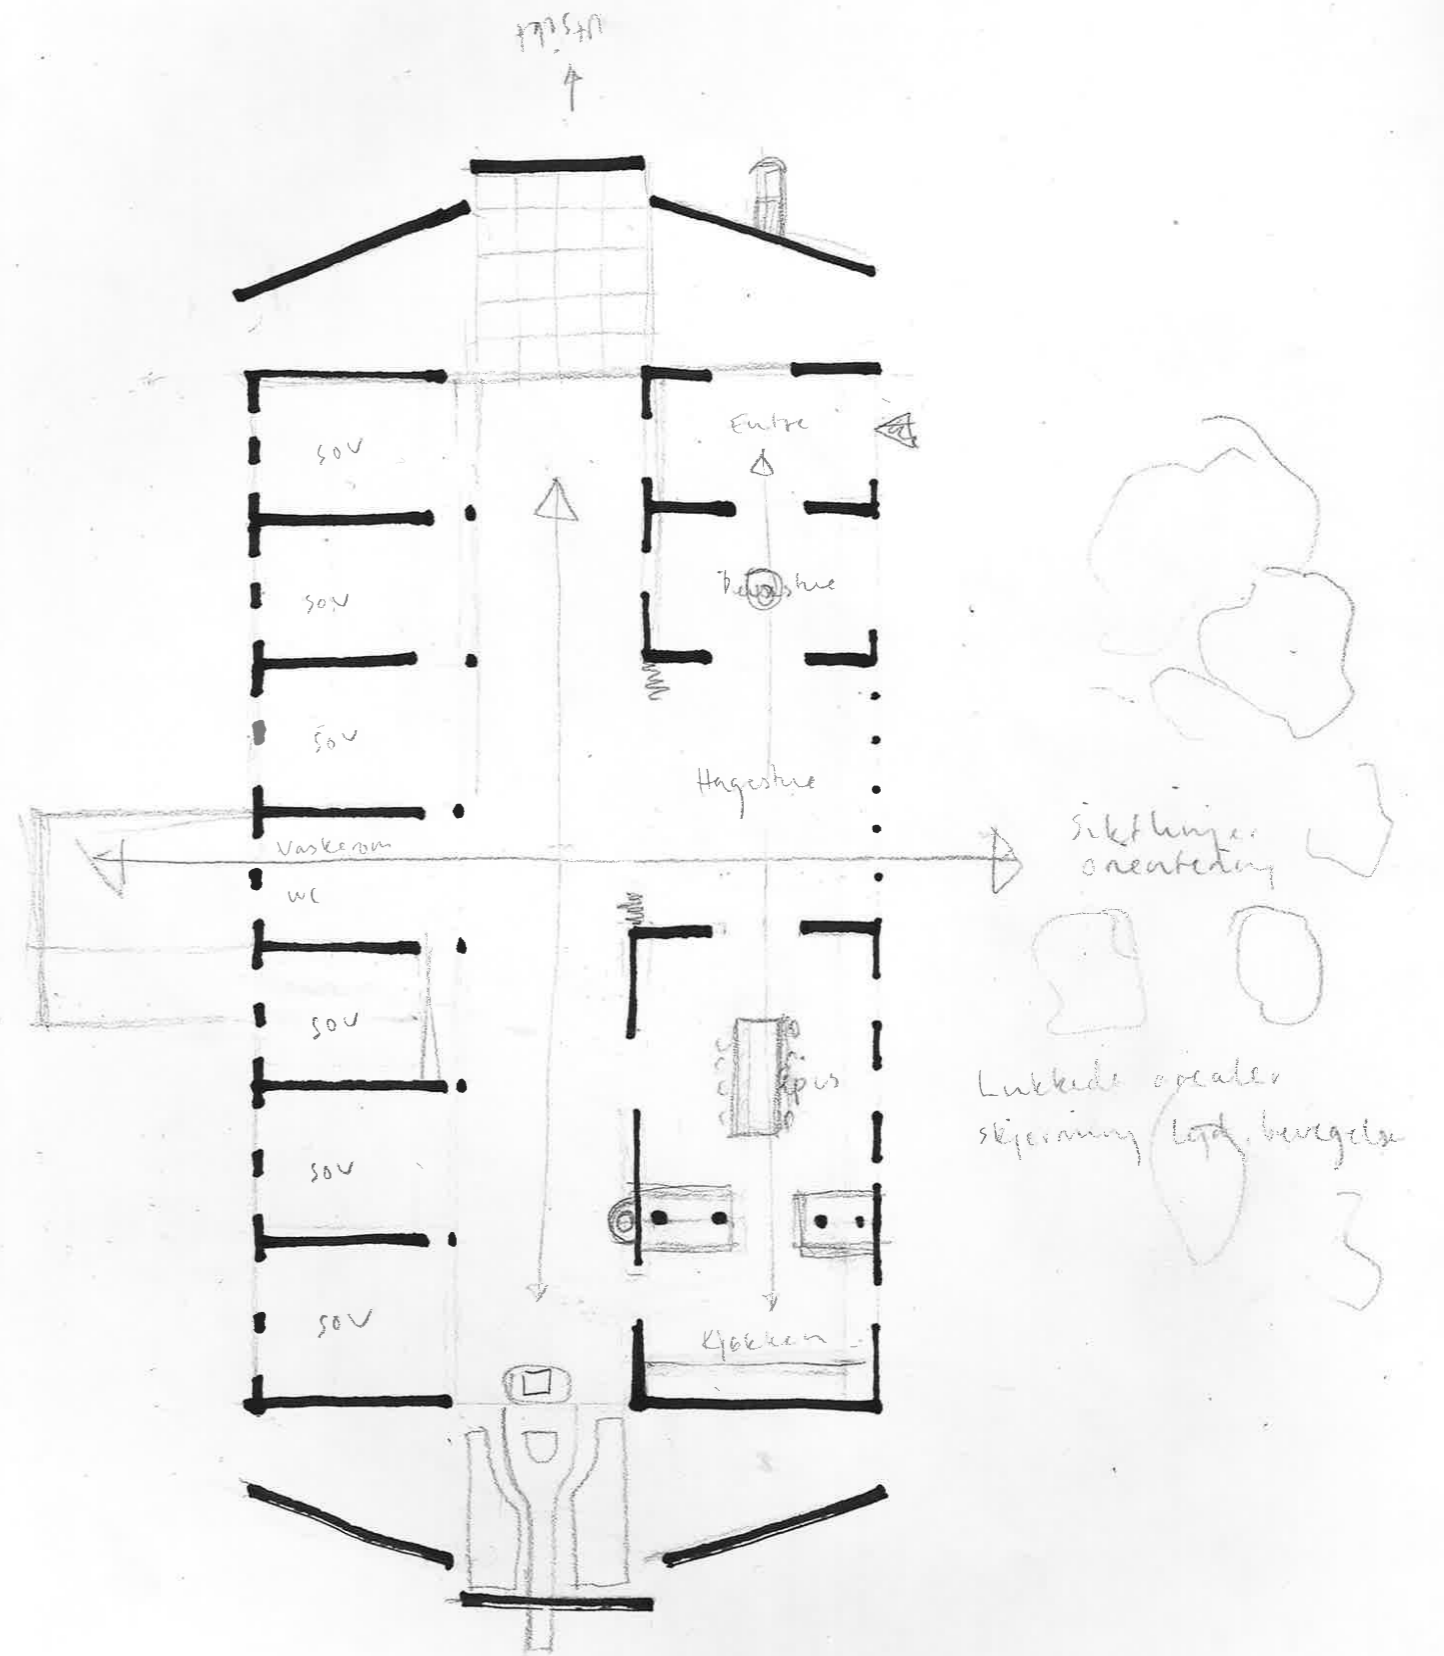 Utsikt
Entre
sov
sov
sov
Hagestue
Siktlinjer
orientering
Vaskerom
WC
sov
spis
Lukkede arealer
skjerming lyd, bevegelse
sov
sov
Kjøkken